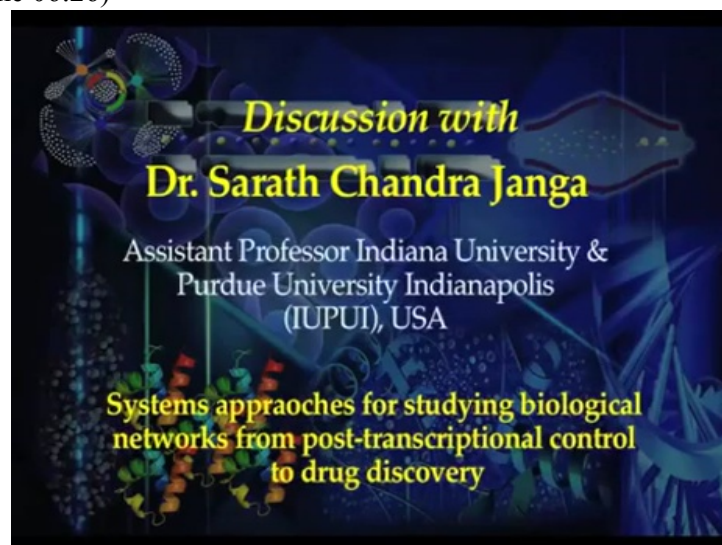 Discussion with
Dr. Sarath Chandra Janga
Assistant Professor Indiana University &
Purdue University Indianapolis
(IUPUI), USA
Systems appraoches for studying biological
networks from post-transcriptional control
to drug discovery